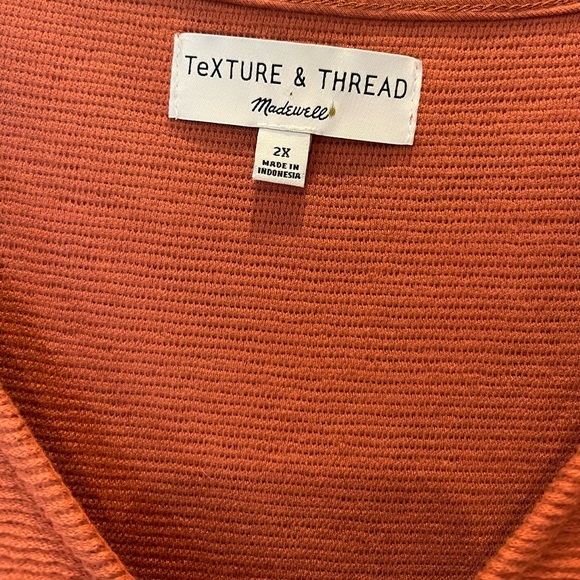 TeXTURE & THREAD
Madewell
2X
MADE IN
INDONESIA